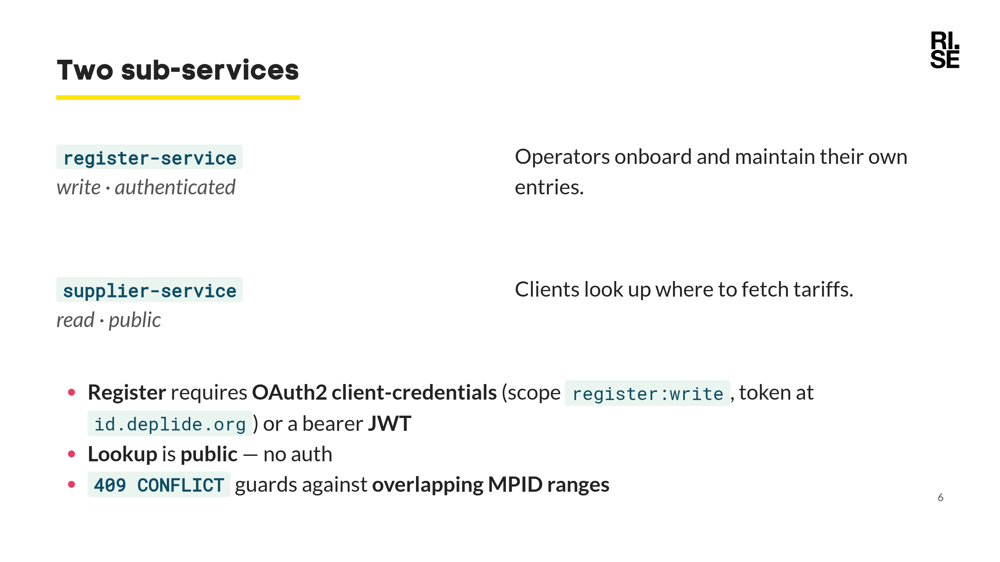 RI.
SE
Two sub-services
register-service
write · authenticated
Operators onboard and maintain their own
entries.
supplier-service
read · public
Clients look up where to fetch tariffs.
• Register requires OAuth2 client-credentials (scope register:write, token at
id.deplide.org) or a bearer JWT
• Lookup is public — no auth
• 409 CONFLICT guards against overlapping MPID ranges
6